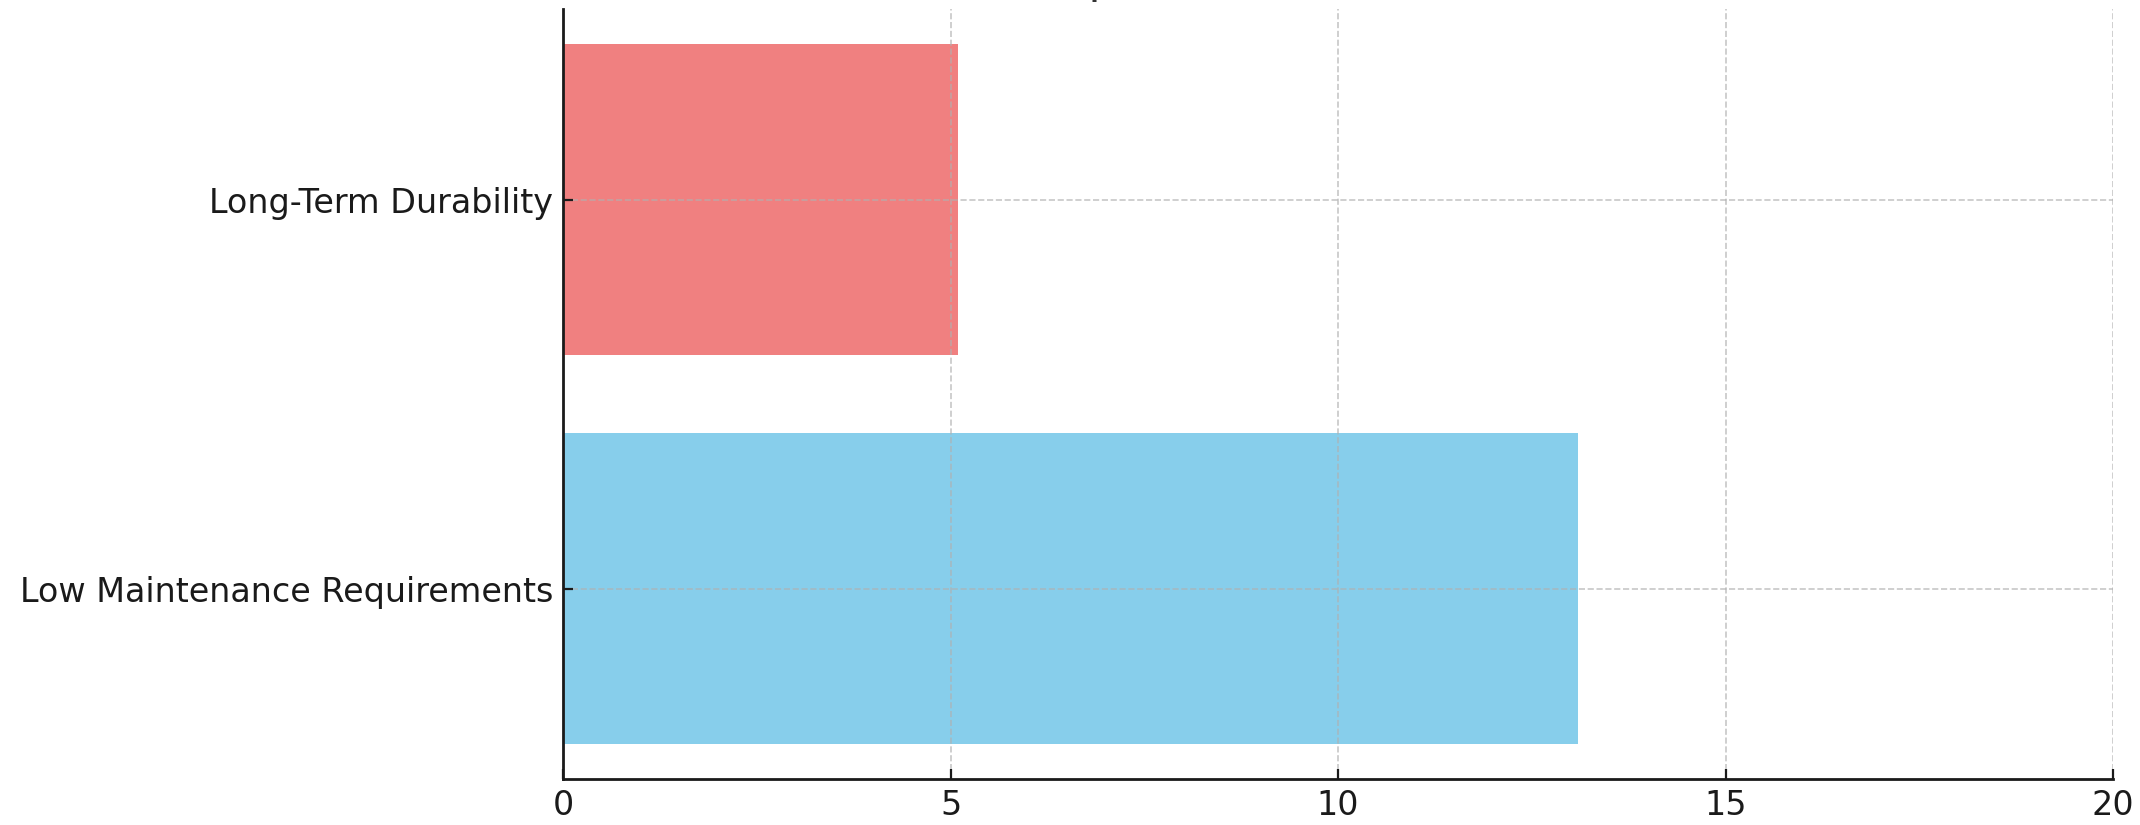 Long-Term Durability
Low Maintenance Requirements
0 5 10 15 20